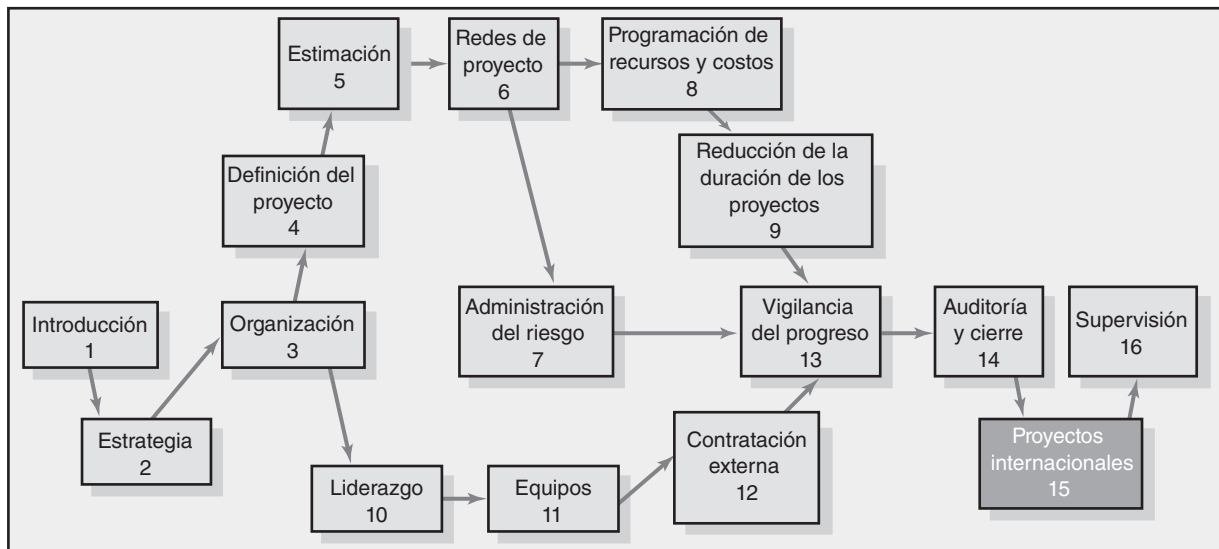 Introducción
1
Estrategia
2
Organización
3
Definición del
proyecto
4
Estimación
5
Redes de
proyecto
6
Administración
del riesgo
7
Programación de
recursos y costos
8
Reducción de la
duración de los
proyectos
9
Liderazgo
10
Equipos
11
Contratación
externa
12
Vigilancia
del progreso
13
Auditoría
y cierre
14
Proyectos
internacionales
15
Supervisión
16